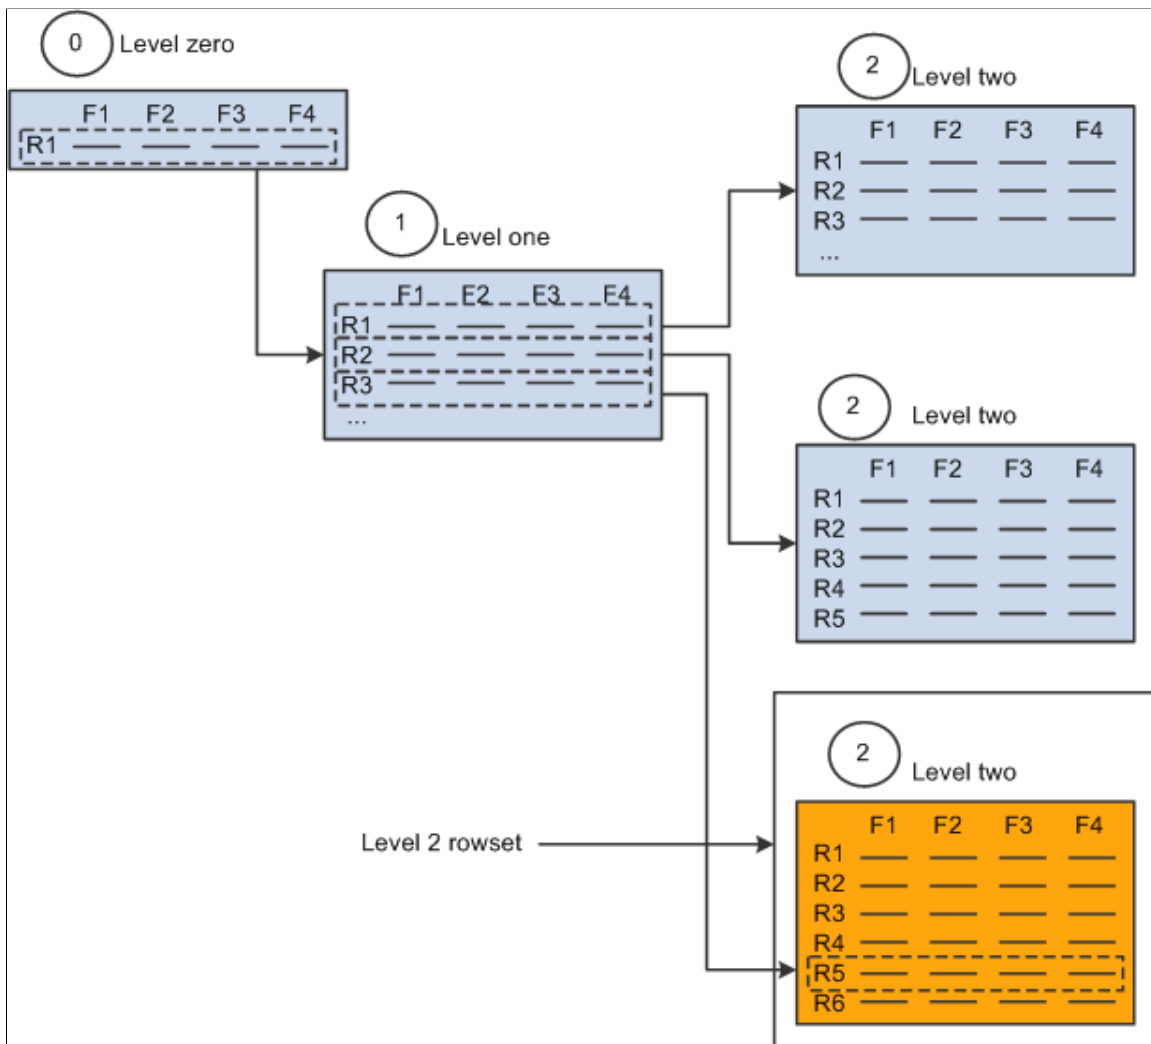 0
Level zero
F1 F2 F3 F4
R1
1
Level one
F1 F2 F3 F4
R1
R2
R3
...
2
Level two
F1 F2 F3 F4
R1
R2
R3
...
2
Level two
F1 F2 F3 F4
R1
R2
R3
R4
R5
Level 2 rowset
2
Level two
F1 F2 F3 F4
R1
R2
R3
R4
R5
R6